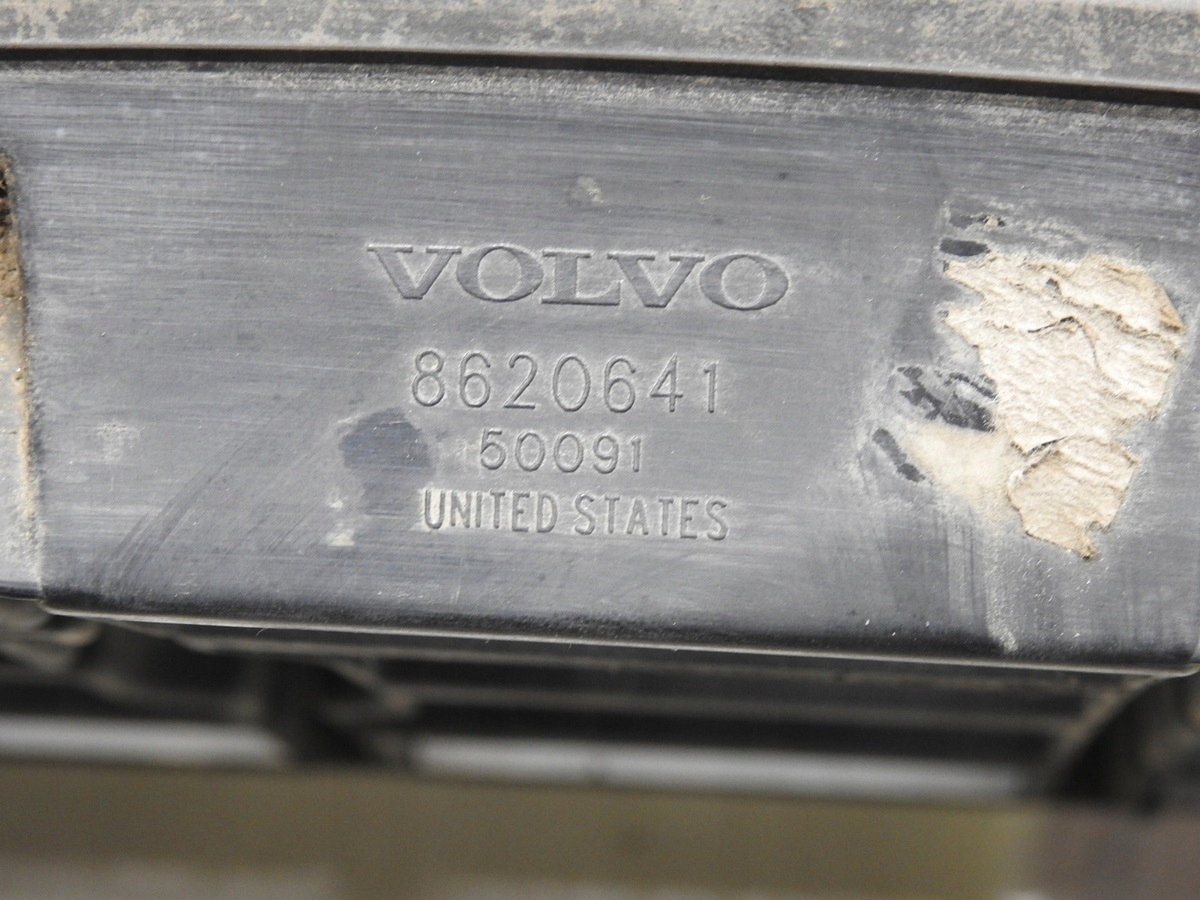 VOLVO
8620641
50091
UNITED STATES